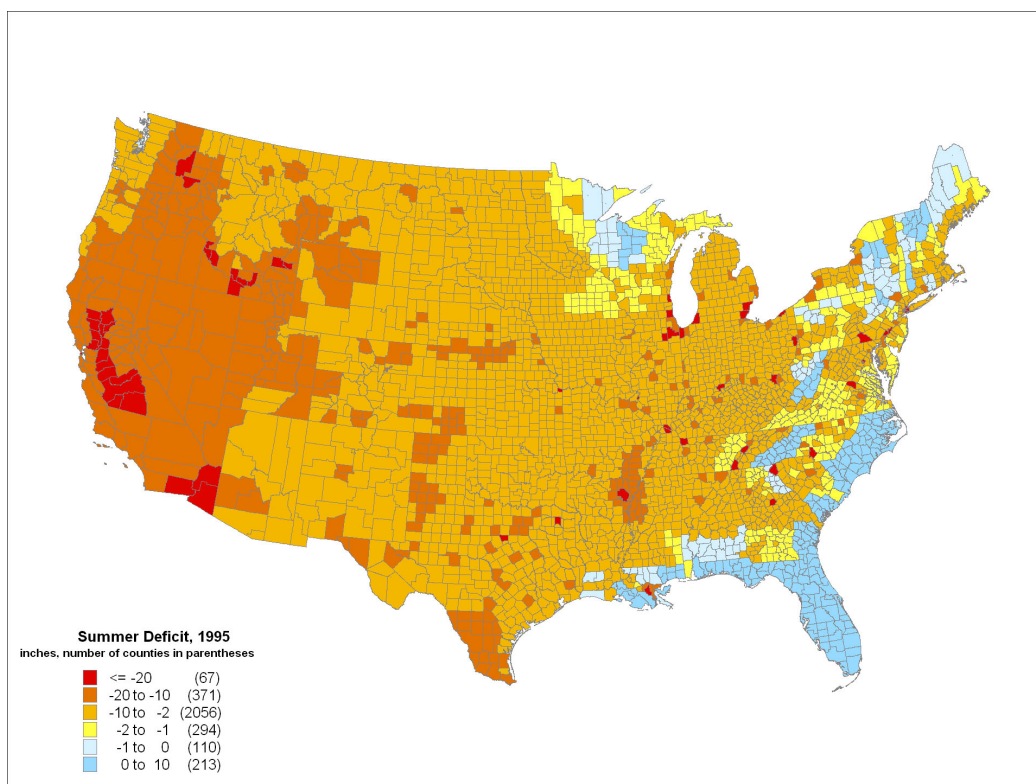 Summer Deficit, 1995
inches, number of counties in parentheses
<= -20 (67)
-20 to -10 (371)
-10 to -2 (2056)
-2 to -1 (294)
-1 to 0 (110)
0 to 10 (213)